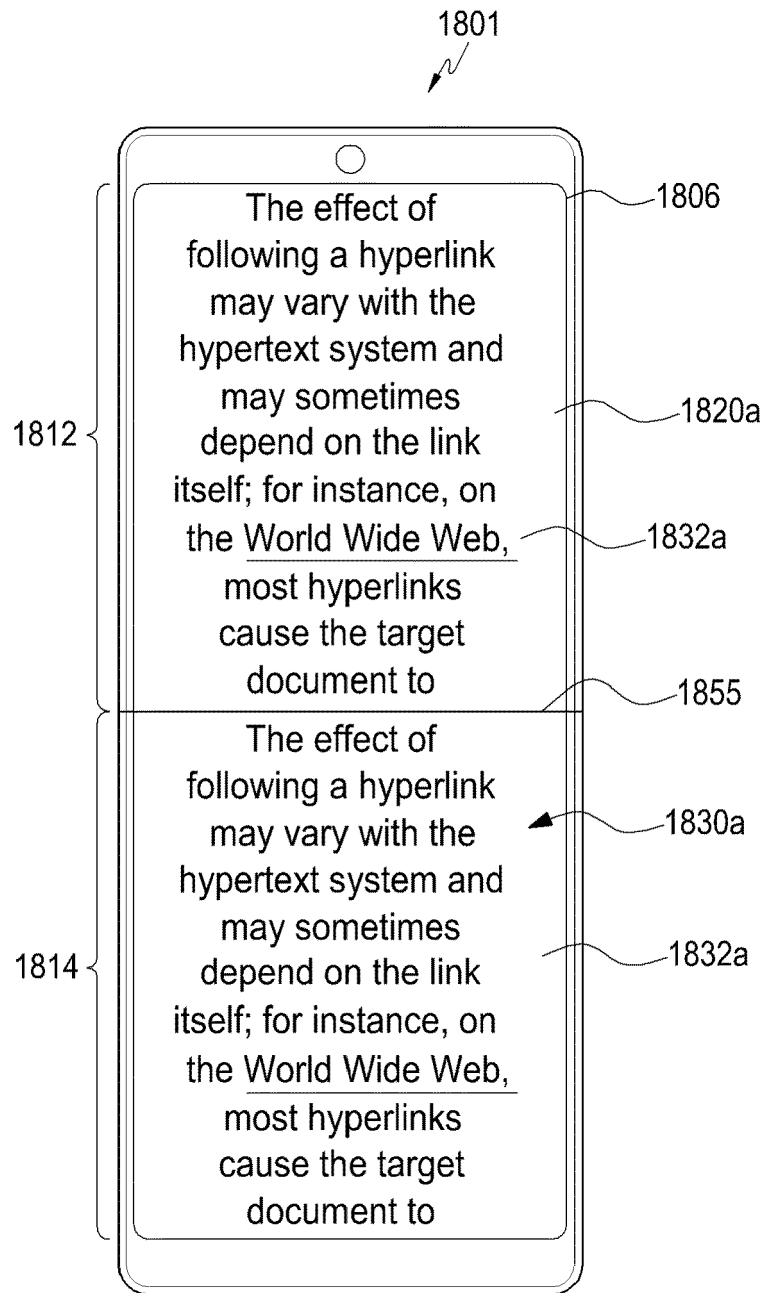 1801
1806
The effect of
following a hyperlink
may vary with the
hypertext system and
may sometimes
1820a
1812
depend on the link
itself; for instance, on
the World Wide Web,
1832a
most hyperlinks
cause the target
document to
1855
The effect of
following a hyperlink
may vary with the
1830a
hypertext system and
may sometimes
1832a
1814
depend on the link
itself; for instance, on
the World Wide Web,
most hyperlinks
cause the target
document to